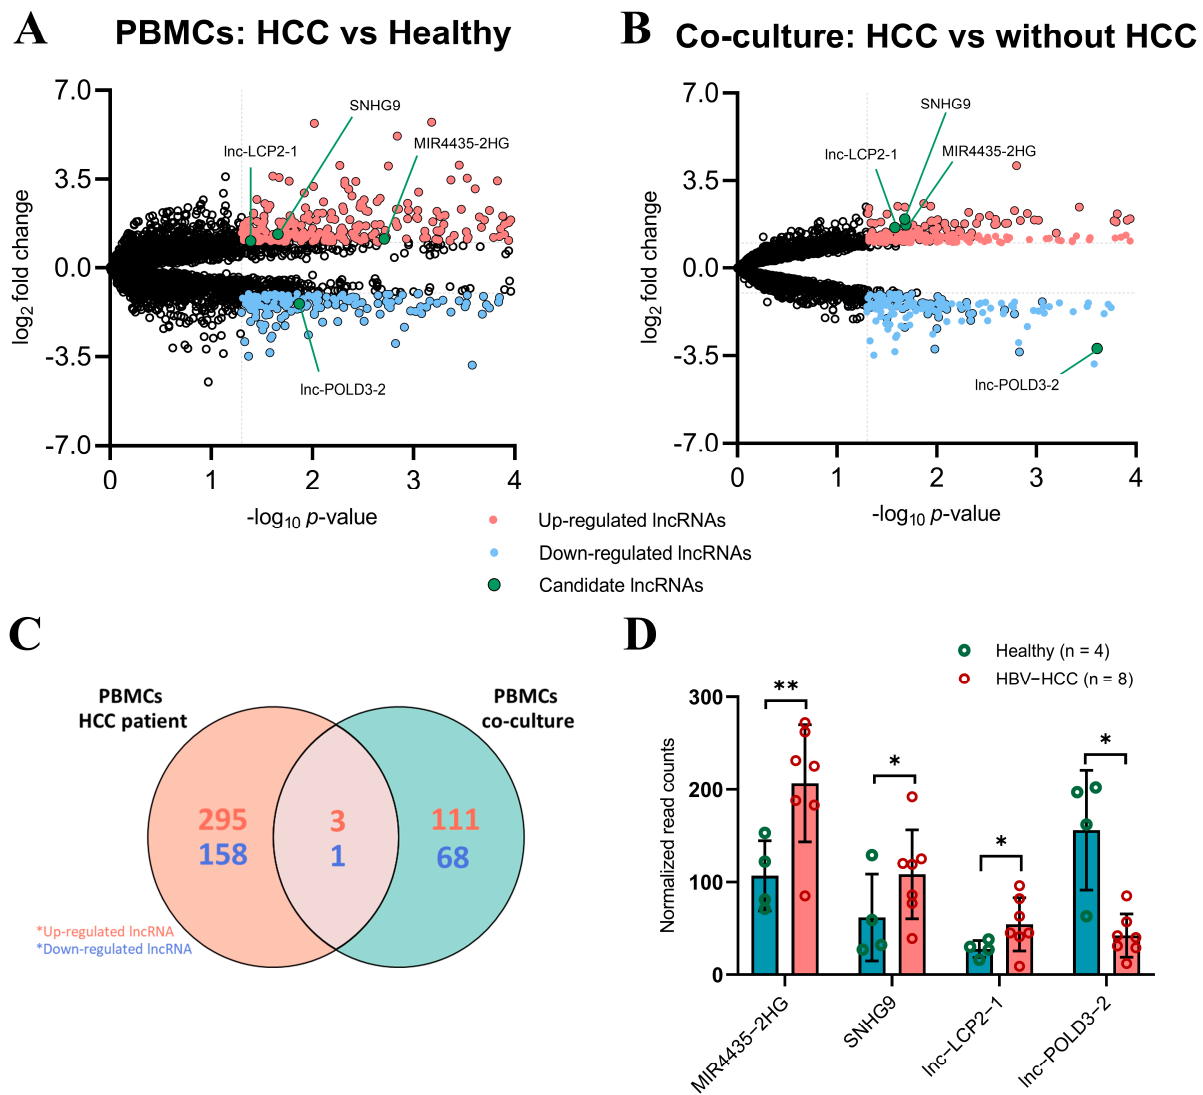 A
PBMCs: HCC vs Healthy
7.0
3.5
0.0
-3.5
-7.0
log2 fold change
SNHG9
lnc-LCP2-1
MIR4435-2HG
lnc-POLD3-2
0 1 2 3 4
-log10 p-value
B
Co-culture: HCC vs without HCC
7.0
3.5
0.0
-3.5
-7.0
log2 fold change
SNHG9
lnc-LCP2-1
MIR4435-2HG
lnc-POLD3-2
0 1 2 3 4
-log10 p-value
Up-regulated lncRNAs
Down-regulated lncRNAs
Candidate lncRNAs
C
PBMCs
HCC patient
PBMCs
co-culture
295 3 111
158 1 68
*Up-regulated lncRNA
*Down-regulated lncRNA
D
Healthy (n = 4)
HBV−HCC (n = 8)
300
200
100
0
Normalized read counts
**
*
*
*
MIR4435−2HG
SNHG9
lnc−LCP2−1
lnc−POLD3−2